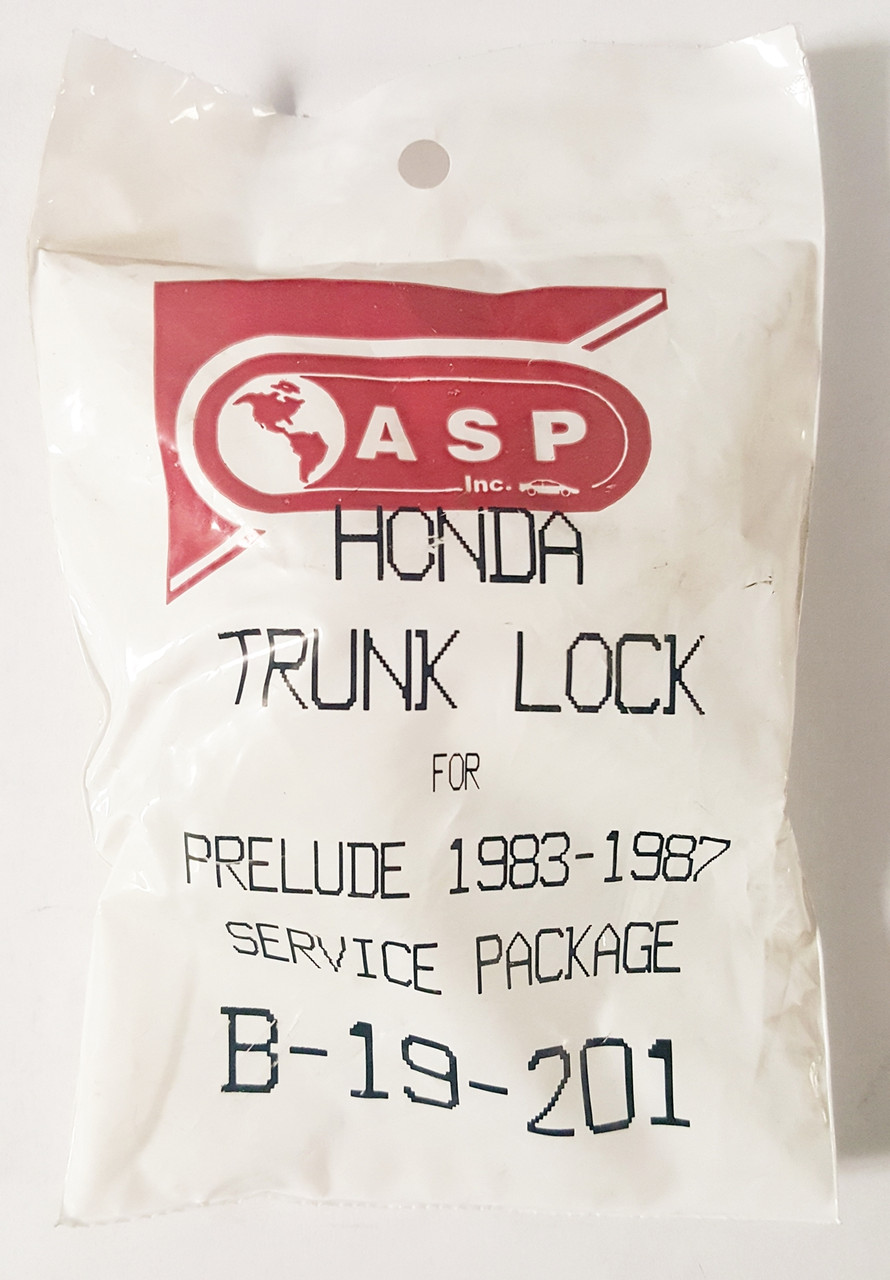 ASP
Inc.
HONDA
TRUNK LOCK
FOR
PRELUDE 1983-1987
SERVICE PACKAGE
B-19-201